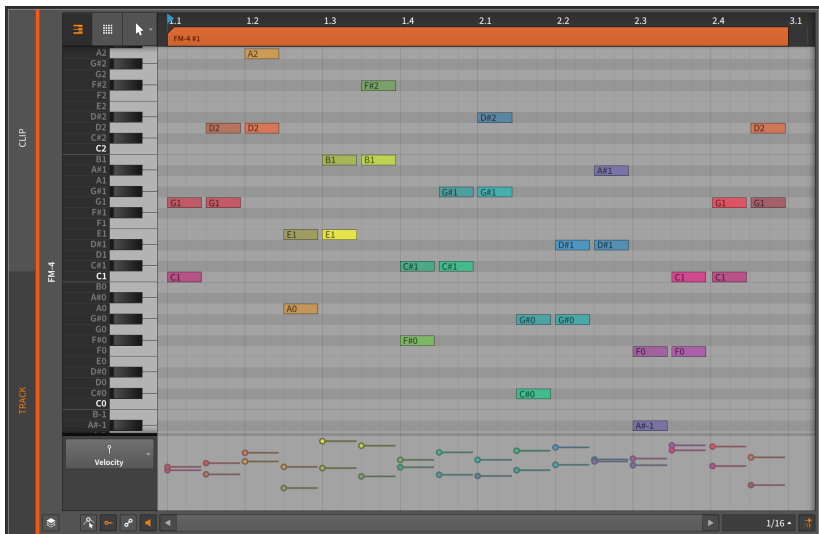 1.1 1.2 1.3 1.4 2.1 2.2 2.3 2.4 3.1
FM-4 #1
CLIP
TRACK
FM-4
A2 A2
G#2
G2
F#2 F#2
F2
E2
D#2 D#2
D2 D2 D2 D2
C#2
C2
B1 B1 B1
A#1 A#1
A1
G#1 G#1 G#1
G1 G1 G1 G1 G1
F#1
F1
E1 E1 E1
D#1 D#1 D#1
D1
C#1 C#1 C#1
C1 C1 C1 C1
B0
A#0
A0 A0
G#0 G#0 G#0
G0
F#0 F#0
F0 F0 F0
E0
D#0
D0
C#0 C#0
C0
B-1
A#-1 A#-1
Velocity
1/16